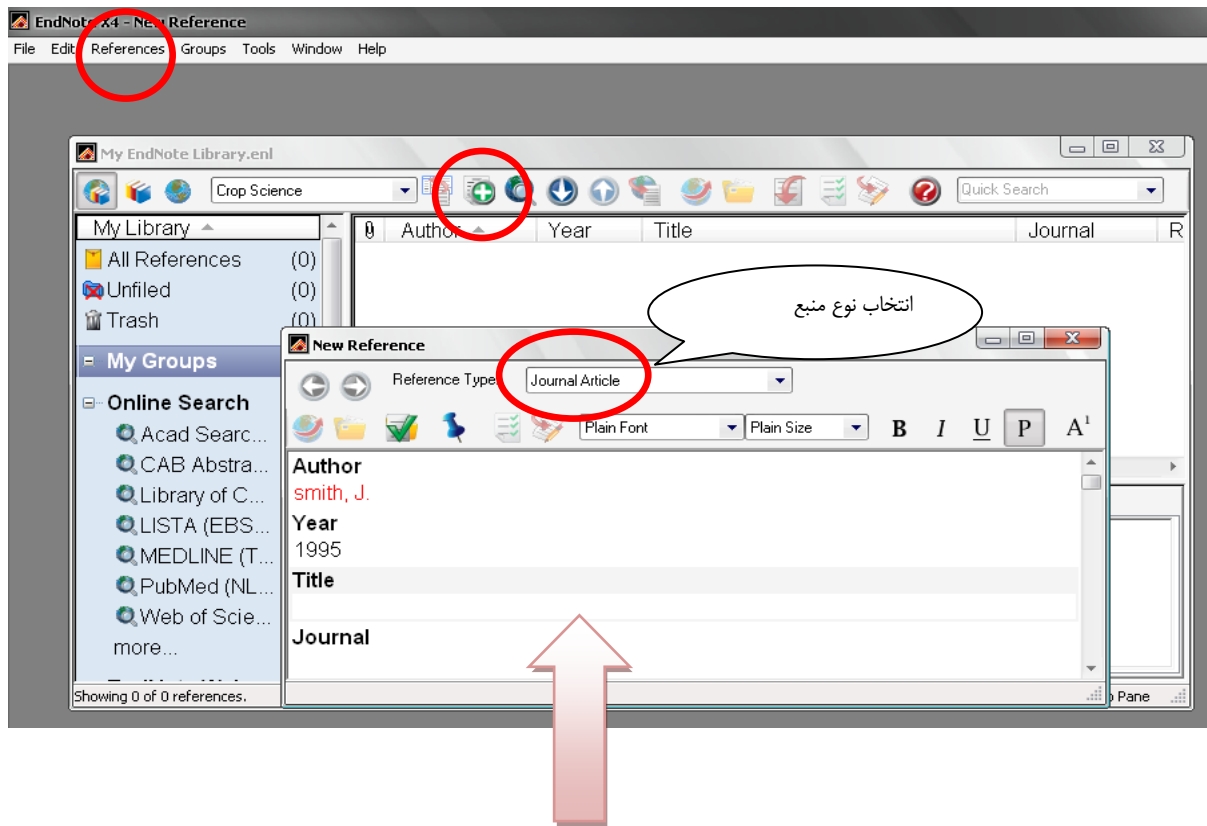 EndNote X4 - New Reference
File Edit References Groups Tools Window Help
My EndNote Library.enl
Crop Science
Quick Search
My Library
Author Year Title Journal R
All References (0)
Unfiled (0)
Trash (0)
انتخاب نوع منبع
New Reference
My Groups
Reference Type
Journal Article
Online Search
Plain Font Plain Size B I U P A1
Acad Searc...
CAB Abstra...
Library of C...
LISTA (EBS...
MEDLINE (T...
PubMed (NL...
Web of Scie...
more...
Author
smith, J.
Year
1995
Title
Journal
Showing 0 of 0 references.
Pane